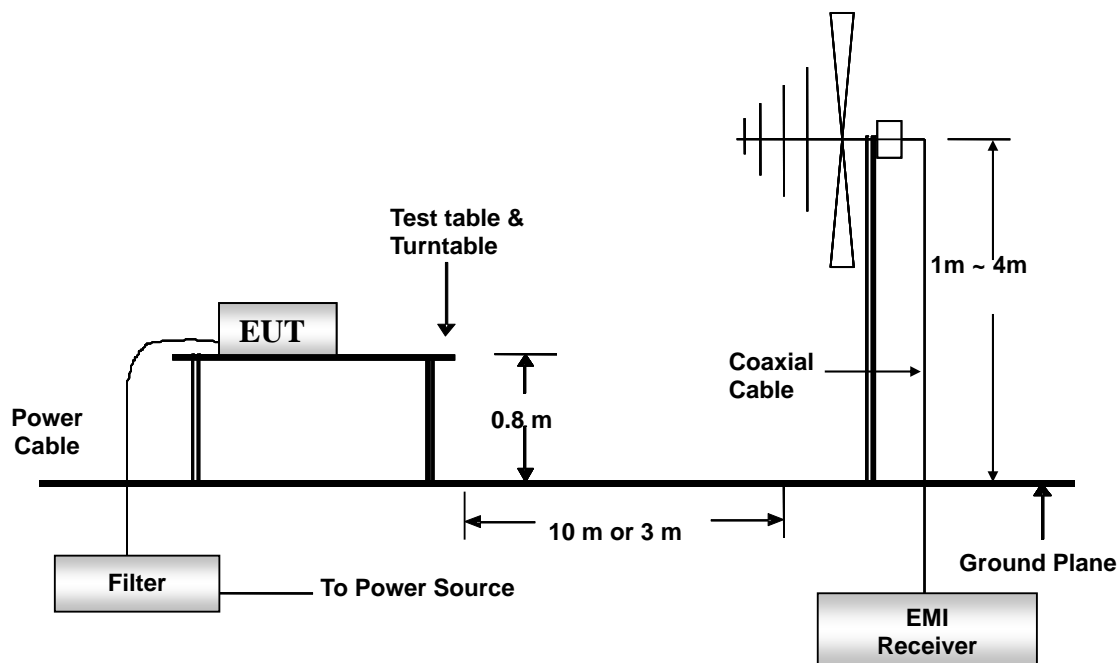 Test table &
Turntable
1m ~ 4m
EUT
Coaxial
Cable
0.8 m
Power
Cable
10 m or 3 m
Ground Plane
Filter
To Power Source
EMI
Receiver